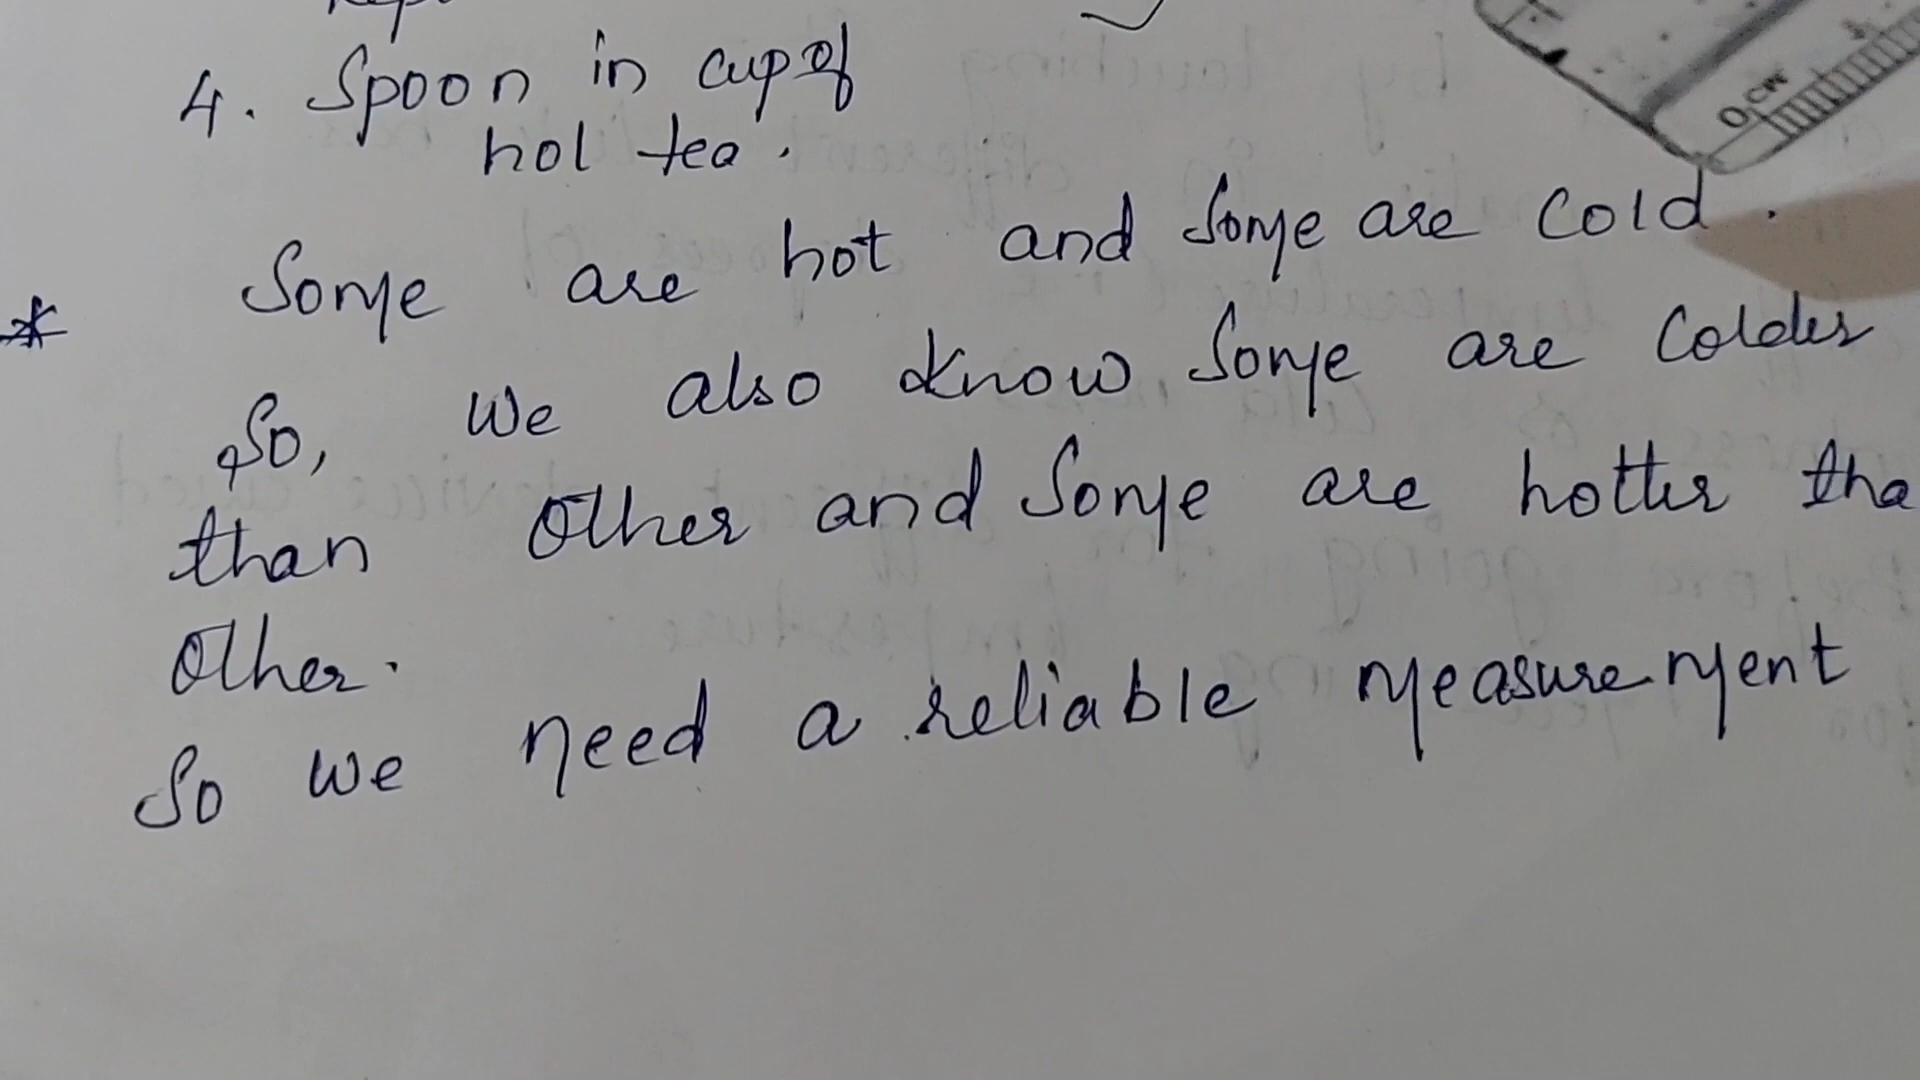 4. Spoon in cup of
hot tea.
Some are hot and some are cold.
* So, we also know some are colder
than other and some are hotter tha
other.
So we need a reliable measurement
0 CM